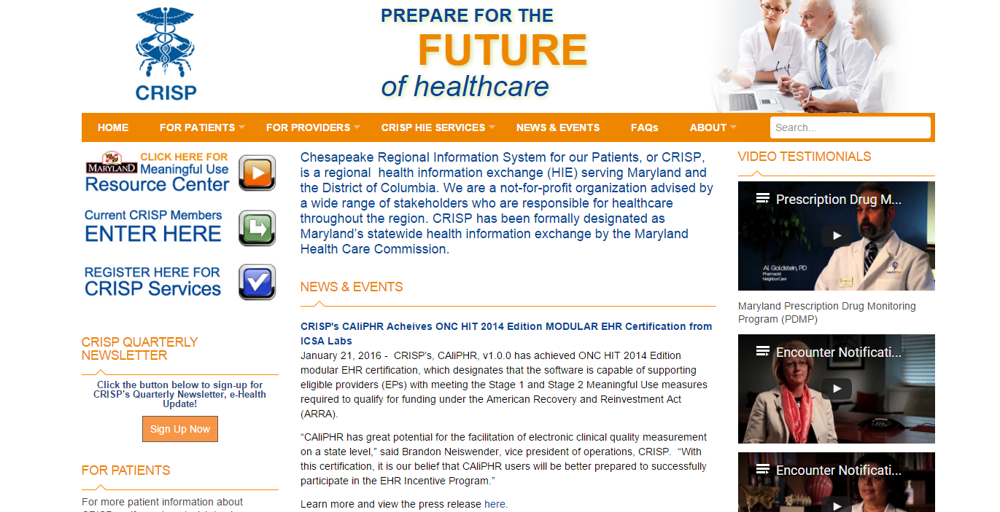 CRISP
PREPARE FOR THE
FUTURE
of healthcare
HOME
FOR PATIENTS
FOR PROVIDERS
CRISP HIE SERVICES
NEWS & EVENTS
FAQs
ABOUT
Search...
MARYLAND
CLICK HERE FOR
Meaningful Use
Resource Center
Current CRISP Members
ENTER HERE
REGISTER HERE FOR
CRISP Services
CRISP QUARTERLY
NEWSLETTER
Click the button below to sign-up for
CRISP's Quarterly Newsletter, e-Health
Update!
Sign Up Now
FOR PATIENTS
For more patient information about
Chesapeake Regional Information System for our Patients, or CRISP,
is a regional  health information exchange (HIE) serving Maryland and
the District of Columbia. We are a not-for-profit organization advised by
a wide range of stakeholders who are responsible for healthcare
throughout the region. CRISP has been formally designated as
Maryland’s statewide health information exchange by the Maryland
Health Care Commission.
NEWS & EVENTS
CRISP's CAliPHR Acheives ONC HIT 2014 Edition MODULAR EHR Certification from
ICSA Labs
January 21, 2016 -  CRISP’s, CAliPHR, v1.0.0 has achieved ONC HIT 2014 Edition
modular EHR certification, which designates that the software is capable of supporting
eligible providers (EPs) with meeting the Stage 1 and Stage 2 Meaningful Use measures
required to qualify for funding under the American Recovery and Reinvestment Act
(ARRA).
“CAliPHR has great potential for the facilitation of electronic clinical quality measurement
on a state level,” said Brandon Neiswender, vice president of operations, CRISP.  “With
this certification, it is our belief that CAliPHR users will be better prepared to successfully
participate in the EHR Incentive Program.”
Learn more and view the press release here.
VIDEO TESTIMONIALS
Prescription Drug M...
Al Goldstein, PD
Pharmacist
NeighborCare
Maryland Prescription Drug Monitoring
Program (PDMP)
Encounter Notificati...
Encounter Notificati...